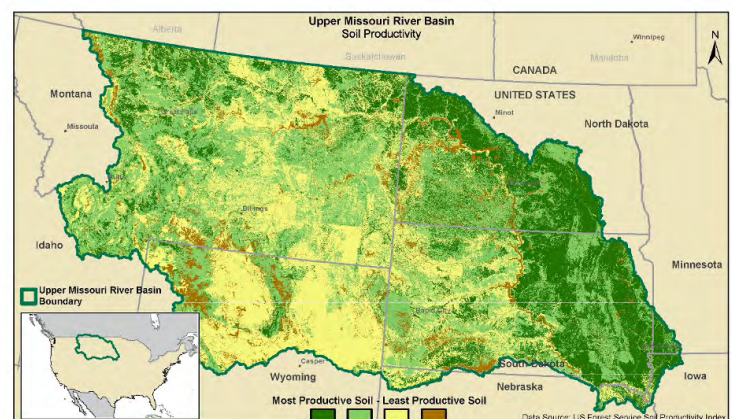 Upper Missouri River Basin
Soil Productivity
Alberta
Saskatchewan
Manitoba
Winnipeg
N
CANADA
UNITED STATES
Montana
Missoula
Minot
North Dakota
Billings
Idaho
Minnesota
Upper Missouri River Basin
Boundary
Rapid City
Casper
Wyoming
South Dakota
Nebraska
Iowa
Most Productive Soil - Least Productive Soil
Data Source: US Forest Service Soil Productivity Index